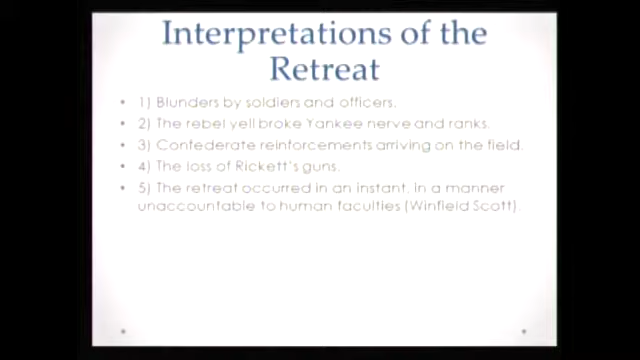 Interpretations of the
Retreat
• 1) Blunders by soldiers and officers.
• 2) The rebel yell broke Yankee nerve and ranks.
• 3) Confederate reinforcements arriving on the field.
• 4) The loss of Rickett's guns.
• 5) The retreat occurred in an instant, in a manner
unaccountable to human faculties (Winfield Scott).